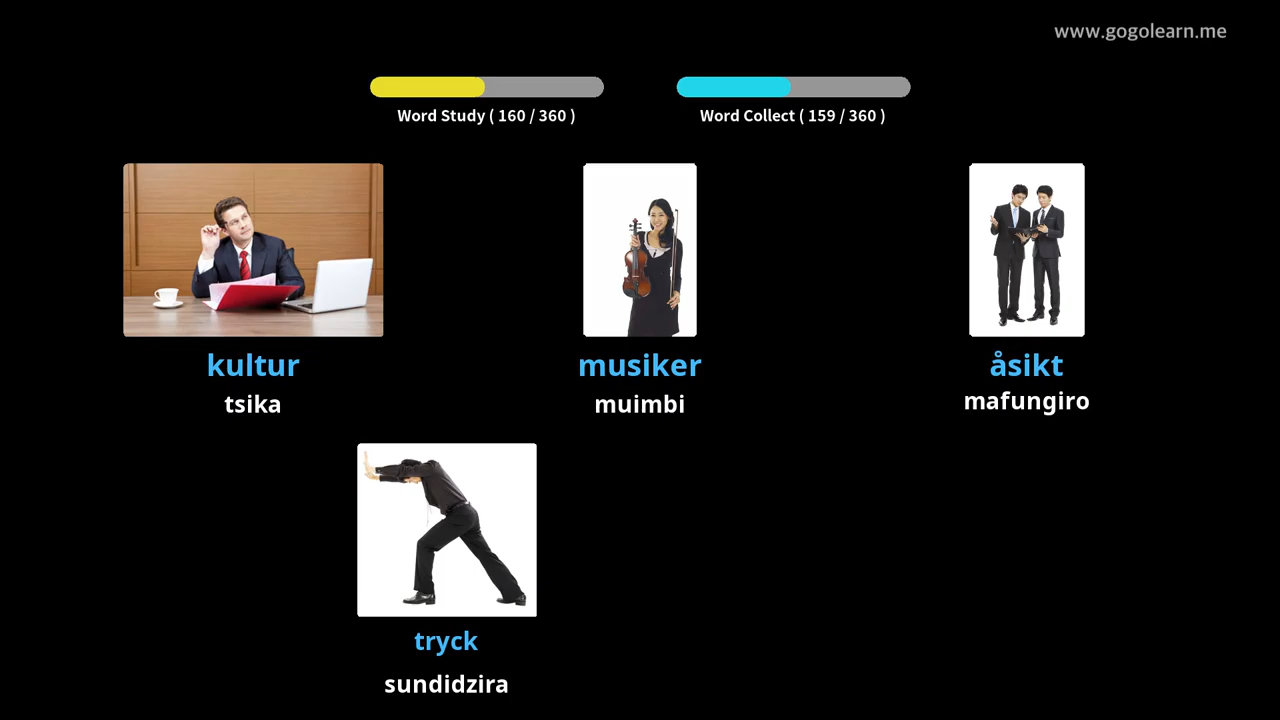 www.gogolearn.me
Word Study ( 160 / 360 )
Word Collect ( 159 / 360 )
kultur
tsika
musiker
muimbi
åsikt
mafungiro
tryck
sundidzira